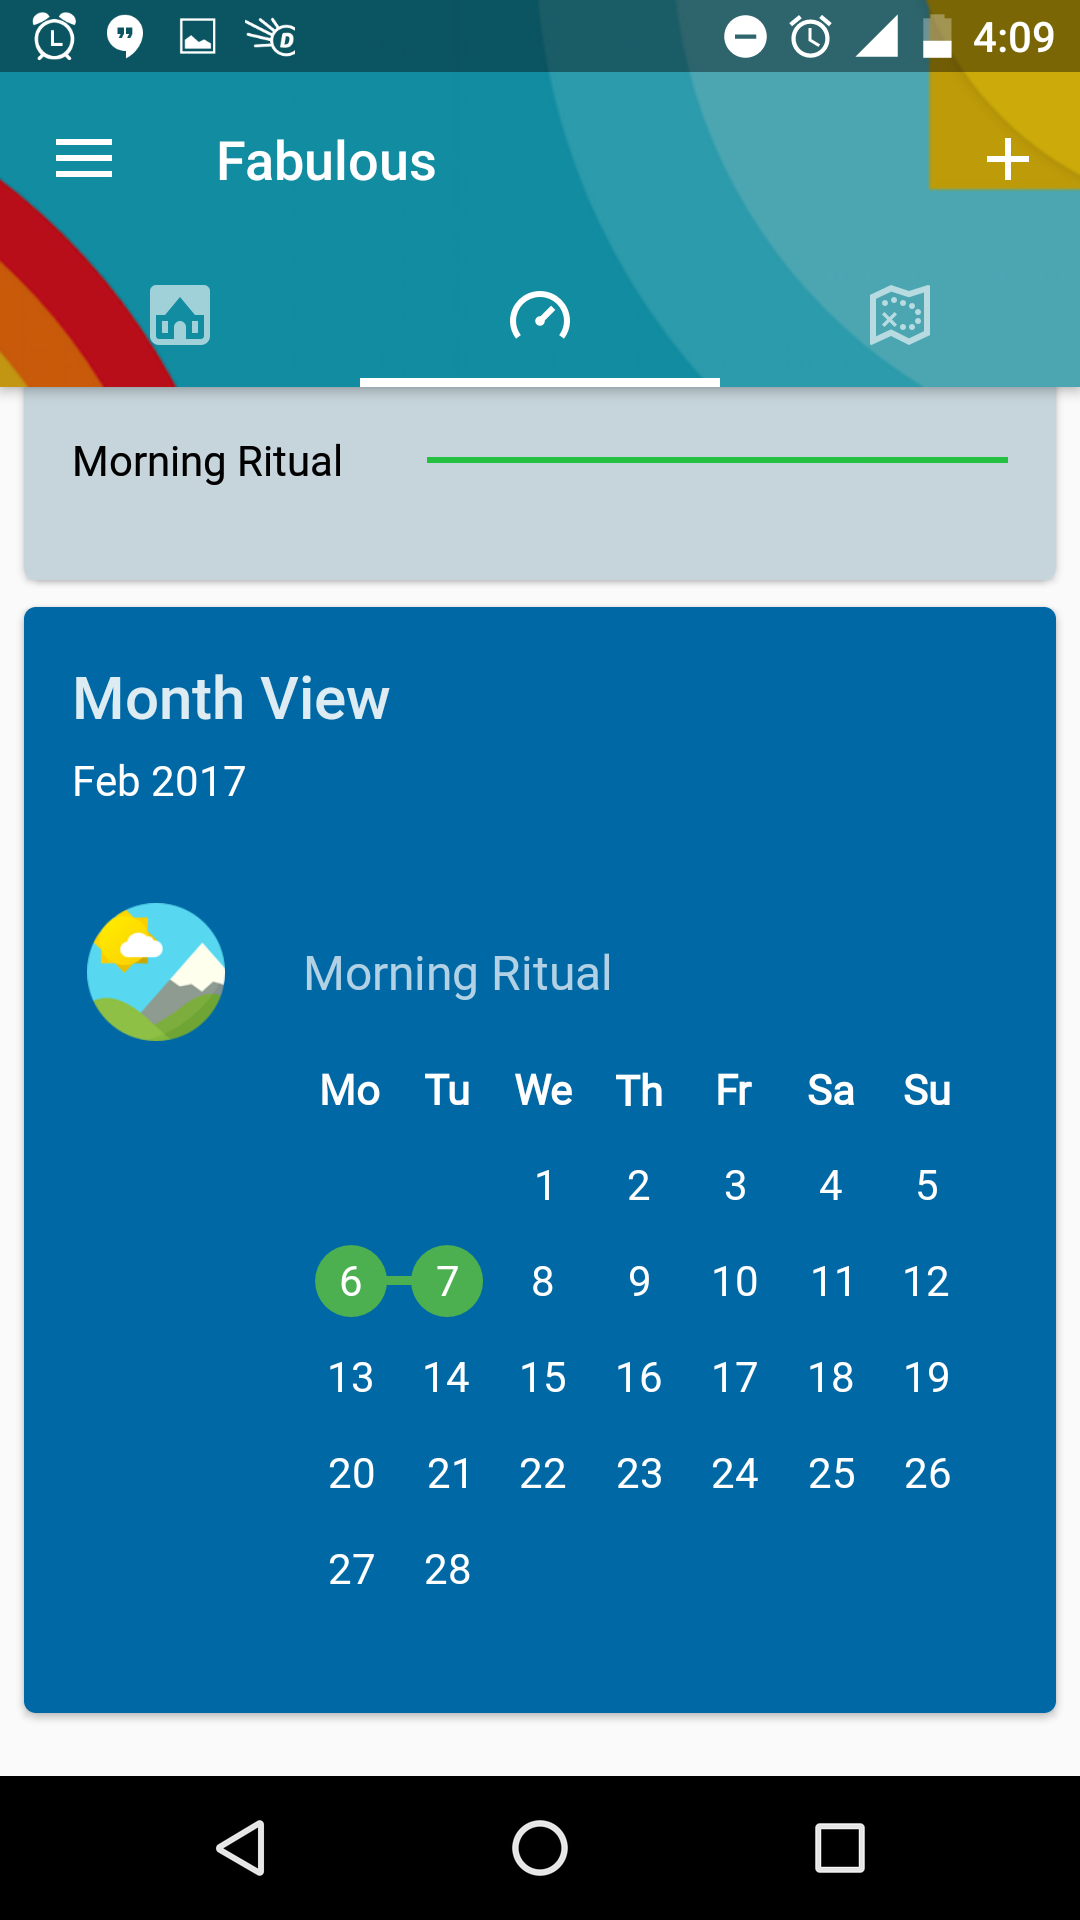 4:09
Fabulous
Morning Ritual
Month View
Feb 2017
Morning Ritual
Mo Tu We Th Fr Sa Su
1 2 3 4 5
6 7 8 9 10 11 12
13 14 15 16 17 18 19
20 21 22 23 24 25 26
27 28